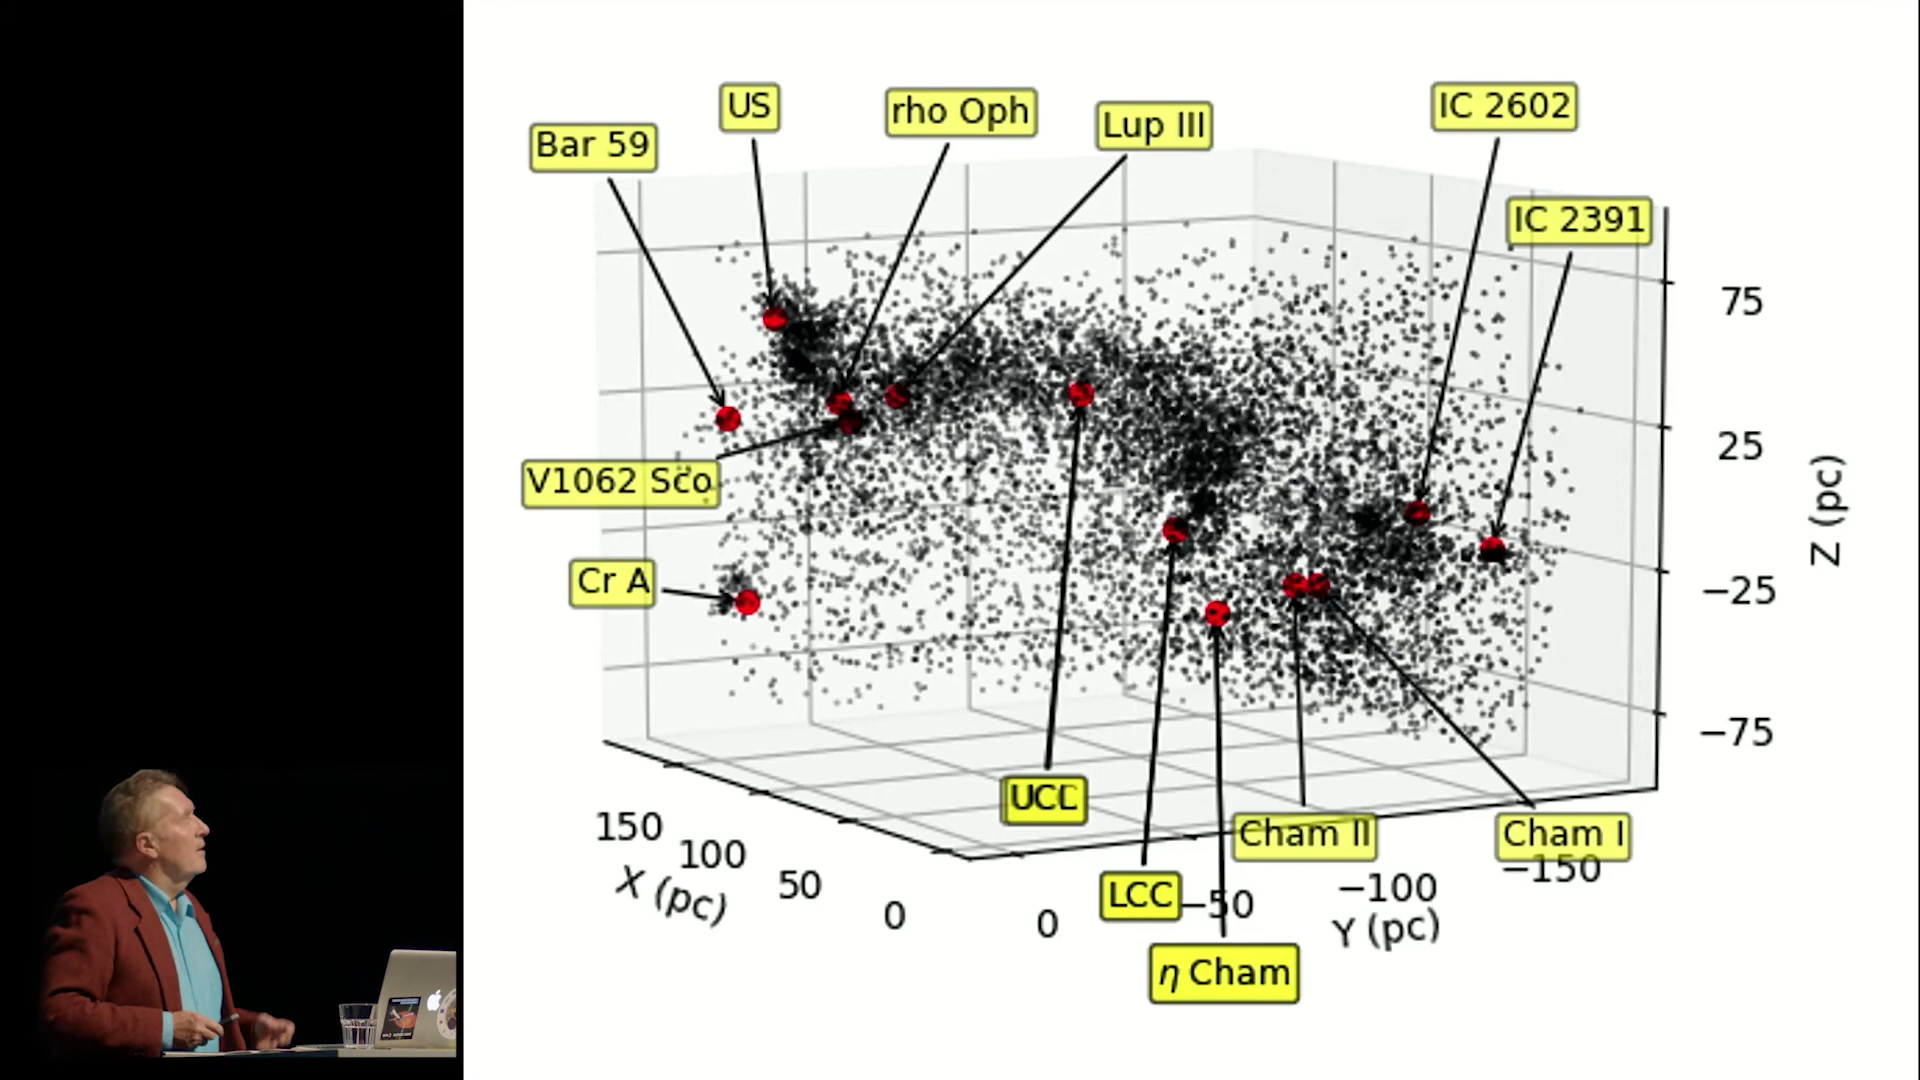 US
rho Oph
Lup III
IC 2602
Bar 59
IC 2391
75
25
V1062 Sco
Z (pc)
Cr A
−25
−75
UCL
150
Cham II
Cham I
100
−150
X (pc)
50
LCC
−50
−100
0
0
Y (pc)
η Cham